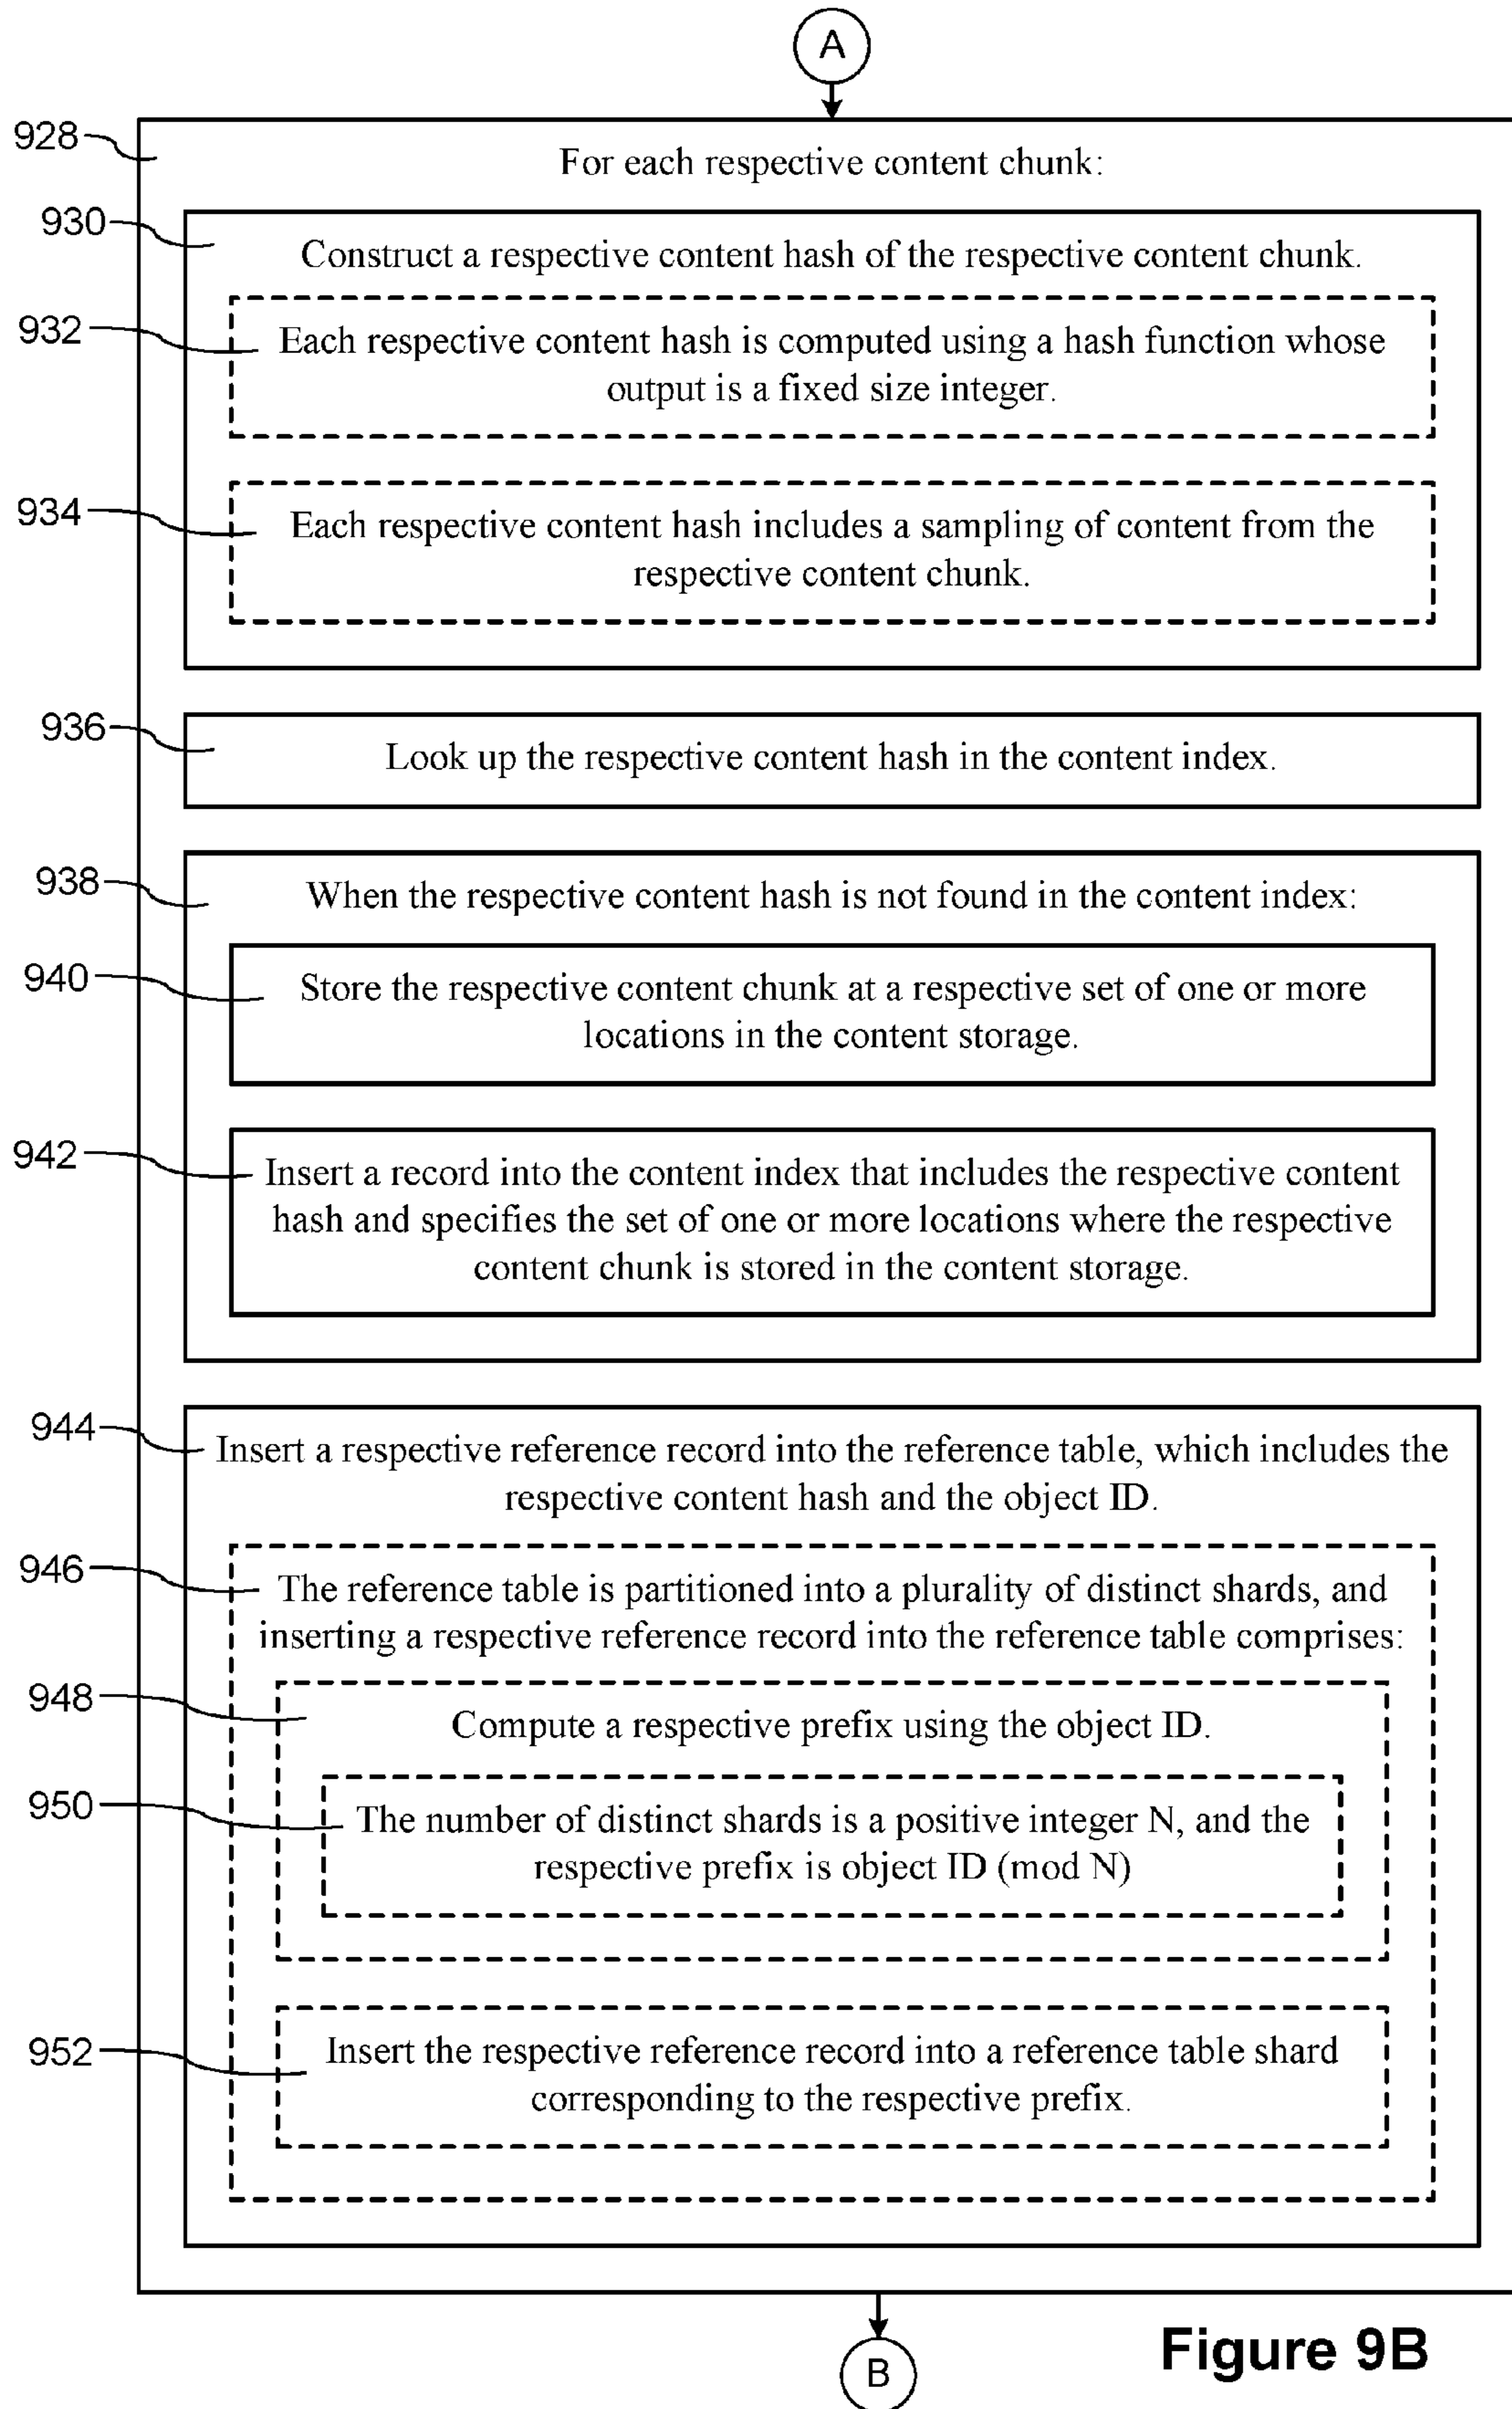 A
928
For each respective content chunk:
930
Construct a respective content hash of the respective content chunk.
932
Each respective content hash is computed using a hash function whose
output is a fixed size integer.
934
Each respective content hash includes a sampling of content from the
respective content chunk.
936
Look up the respective content hash in the content index.
938
When the respective content hash is not found in the content index:
940
Store the respective content chunk at a respective set of one or more
locations in the content storage.
942
Insert a record into the content index that includes the respective content
hash and specifies the set of one or more locations where the respective
content chunk is stored in the content storage.
944
Insert a respective reference record into the reference table, which includes the
respective content hash and the object ID.
946
The reference table is partitioned into a plurality of distinct shards, and
inserting a respective reference record into the reference table comprises:
948
Compute a respective prefix using the object ID.
950
The number of distinct shards is a positive integer N, and the
respective prefix is object ID (mod N)
952
Insert the respective reference record into a reference table shard
corresponding to the respective prefix.
B
Figure 9B